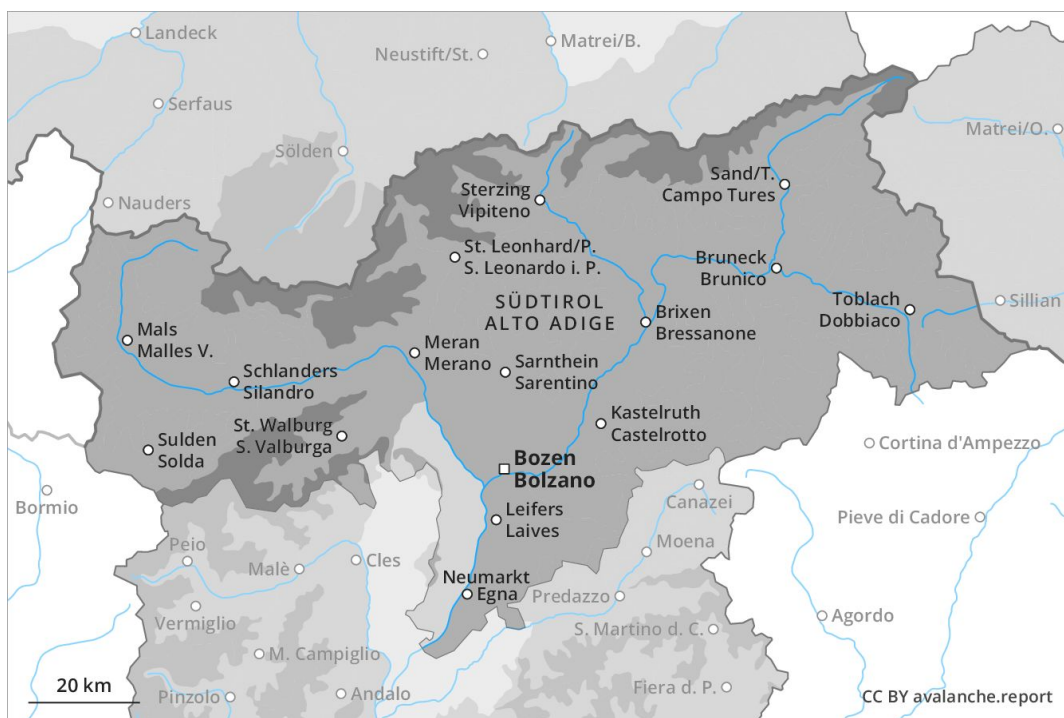 Landeck
Neustift/St.
Matrei/B.
Serfaus
Matrei/O.
Sölden
Nauders
Sterzing
Vipiteno
Sand/T.
Campo Tures
St. Leonhard/P.
S. Leonardo i. P.
Bruneck
Brunico
SÜDTIROL
ALTO ADIGE
Toblach
Dobbiaco
Sillian
Brixen
Bressanone
Mals
Malles V.
Meran
Merano
Schlanders
Silandro
Sarnthein
Sarentino
Kastelruth
Castelrotto
St. Walburg
S. Valburga
Sulden
Solda
Cortina d'Ampezzo
Bozen
Bolzano
Bormio
Canazei
Leifers
Laives
Pieve di Cadore
Moena
Peio
Malè
Cles
Neumarkt
Egna
Predazzo
Vermiglio
Agordo
S. Martino d. C.
M. Campiglio
20 km
Pinzolo
Andalo
Fiera d. P.
CC BY avalanche.report